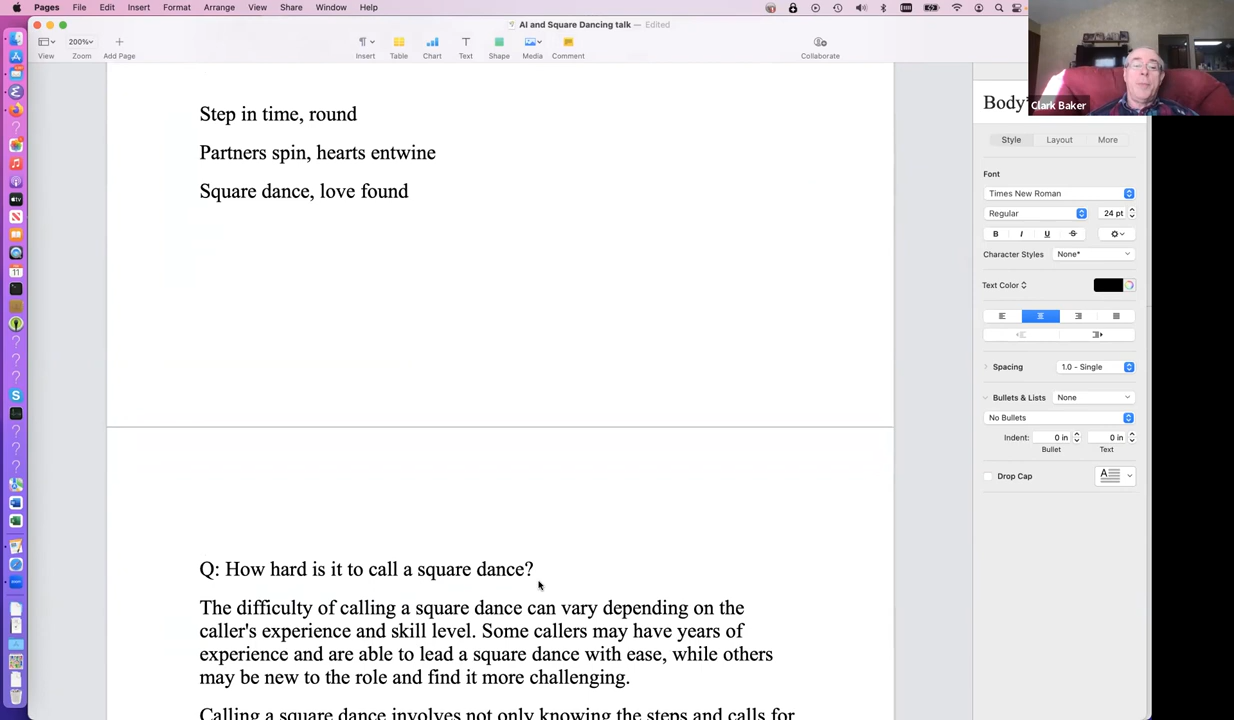 Pages File Edit Insert Format Arrange View Share Window Help
AI and Square Dancing talk — Edited
200%
View Zoom Add Page Insert Table Chart Text Shape Media Comment Collaborate
Clark Baker
Step in time, round
Partners spin, hearts entwine
Square dance, love found
Q: How hard is it to call a square dance?
The difficulty of calling a square dance can vary depending on the
caller's experience and skill level. Some callers may have years of
experience and are able to lead a square dance with ease, while others
may be new to the role and find it more challenging.
Calling a square dance involves not only knowing the steps and calls for
Body
Style Layout More
Font
Times New Roman
Regular 24 pt
B I U S
Character Styles None*
Text Color
Spacing 1.0 - Single
Bullets & Lists None
No Bullets
Indent: 0 in 0 in
Bullet Text
Drop Cap